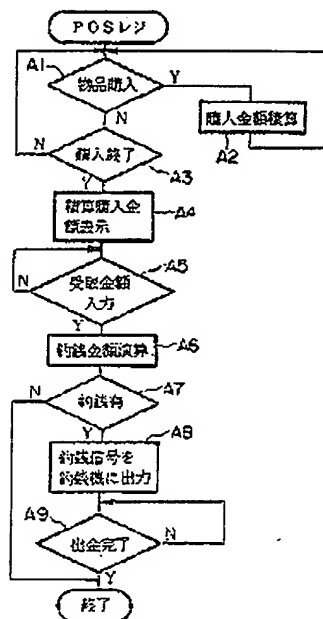 POSレジ
A1
物品購入
Y
N
購入金額積算
A2
N
購入終了
A3
Y
積算購入金
額表示
A4
A5
受取金額
入力
N
Y
釣銭金額演算
A6
A7
N
釣銭有
Y
A8
釣銭信号を
釣銭機に出力
A9
出金完了
N
Y
終了